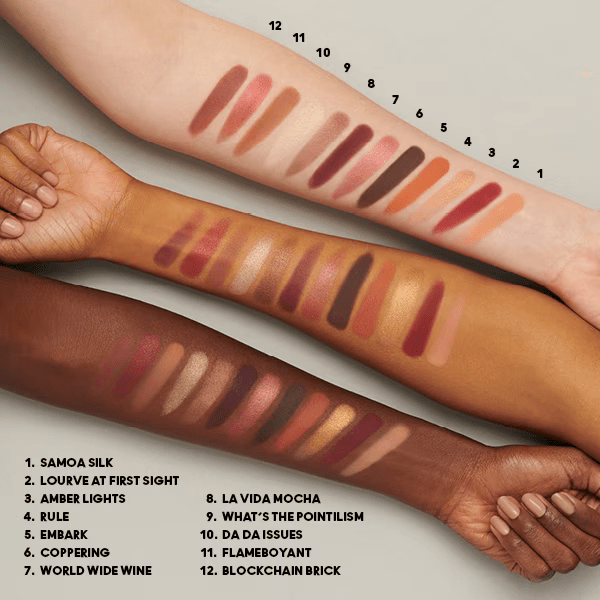 12
11
10
9
8
7
6
5
4
3
2
1
1. SAMOA SILK
2. LOURVE AT FIRST SIGHT
3. AMBER LIGHTS
4. RULE
5. EMBARK
6. COPPERING
7. WORLD WIDE WINE
8. LA VIDA MOCHA
9. WHAT'S THE POINTILISM
10. DA DA ISSUES
11. FLAMEBOYANT
12. BLOCKCHAIN BRICK